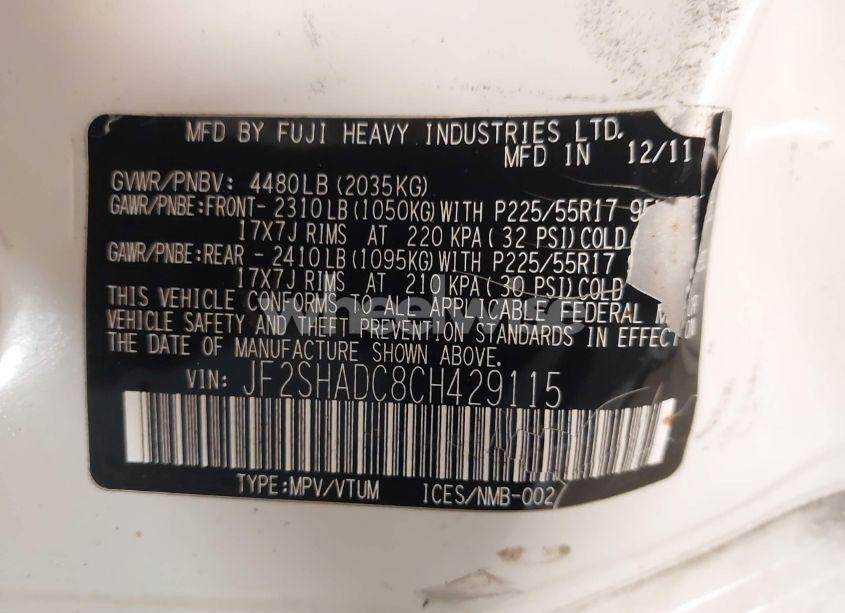 MFD BY FUJI HEAVY INDUSTRIES LTD.
MFD IN 12/11
GVWR/PNBV: 4480LB (2035KG)
GAWR/PNBE:FRONT- 2310LB (1050KG) WITH P225/55R17
17X7J RIMS AT 220 KPA ( 32 PSI) COLD
GAWR/PNBE:REAR - 2410LB (1095KG) WITH P225/55R17
17X7J RIMS AT 210 KPA ( 30 PSI) COLD
THIS VEHICLE CONFORMS TO ALL APPLICABLE FEDERAL
VEHICLE SAFETY AND THEFT PREVENTION STANDARDS IN EFFECT
THE DATE OF MANUFACTURE SHOWN ABOVE.
VIN: JF2SHADC8CH429115
TYPE:MPV/VTUM ICES/NMB-002